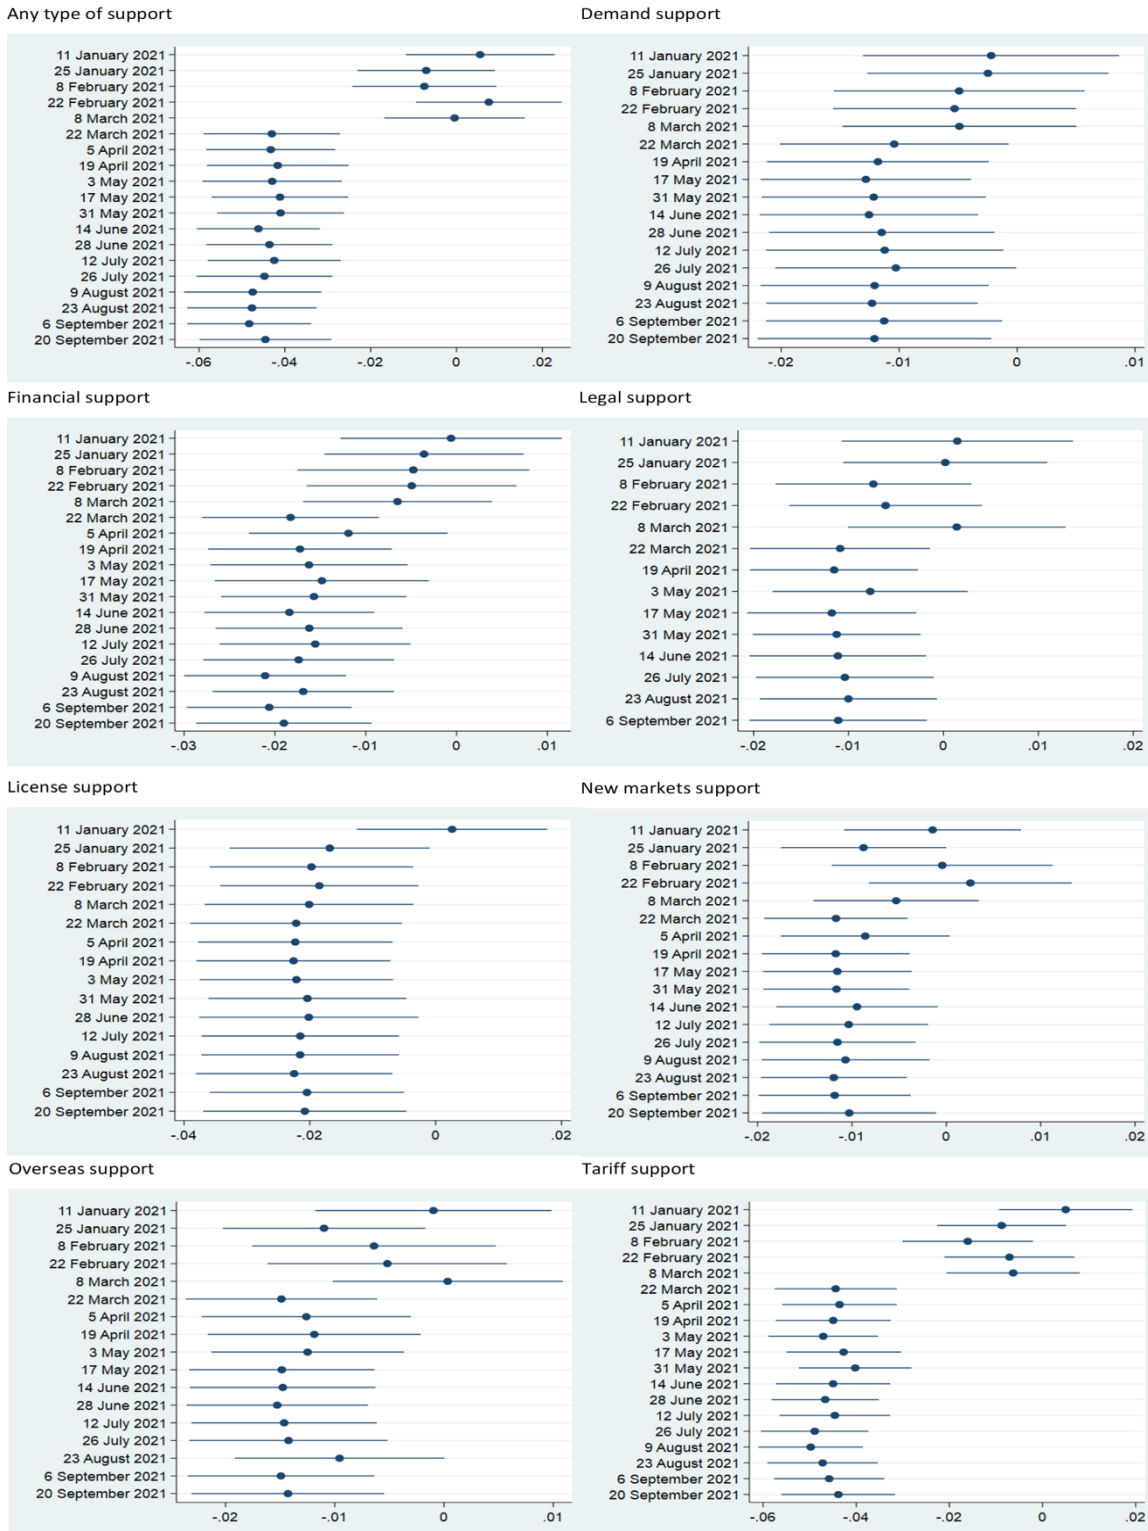 Any type of support
11 January 2021
25 January 2021
8 February 2021
22 February 2021
8 March 2021
22 March 2021
5 April 2021
19 April 2021
3 May 2021
17 May 2021
31 May 2021
14 June 2021
28 June 2021
12 July 2021
26 July 2021
9 August 2021
23 August 2021
6 September 2021
20 September 2021
-.06 -.04 -.02 0 .02
Demand support
11 January 2021
25 January 2021
8 February 2021
22 February 2021
8 March 2021
22 March 2021
19 April 2021
17 May 2021
31 May 2021
14 June 2021
28 June 2021
12 July 2021
26 July 2021
9 August 2021
23 August 2021
6 September 2021
20 September 2021
-.02 -.01 0 .01
Financial support
11 January 2021
25 January 2021
8 February 2021
22 February 2021
8 March 2021
22 March 2021
5 April 2021
19 April 2021
3 May 2021
17 May 2021
31 May 2021
14 June 2021
28 June 2021
12 July 2021
26 July 2021
9 August 2021
23 August 2021
6 September 2021
20 September 2021
-.03 -.02 -.01 0 .01
Legal support
11 January 2021
25 January 2021
8 February 2021
22 February 2021
8 March 2021
22 March 2021
19 April 2021
3 May 2021
17 May 2021
31 May 2021
14 June 2021
26 July 2021
23 August 2021
6 September 2021
-.02 -.01 0 .01 .02
License support
11 January 2021
25 January 2021
8 February 2021
22 February 2021
8 March 2021
22 March 2021
5 April 2021
19 April 2021
3 May 2021
31 May 2021
28 June 2021
12 July 2021
9 August 2021
23 August 2021
6 September 2021
20 September 2021
-.04 -.02 0 .02
New markets support
11 January 2021
25 January 2021
8 February 2021
22 February 2021
8 March 2021
22 March 2021
5 April 2021
19 April 2021
17 May 2021
31 May 2021
14 June 2021
12 July 2021
26 July 2021
9 August 2021
23 August 2021
6 September 2021
20 September 2021
-.02 -.01 0 .01 .02
Overseas support
11 January 2021
25 January 2021
8 February 2021
22 February 2021
8 March 2021
22 March 2021
5 April 2021
19 April 2021
3 May 2021
17 May 2021
14 June 2021
28 June 2021
12 July 2021
26 July 2021
23 August 2021
6 September 2021
20 September 2021
-.02 -.01 0 .01
Tariff support
11 January 2021
25 January 2021
8 February 2021
22 February 2021
8 March 2021
22 March 2021
5 April 2021
19 April 2021
3 May 2021
17 May 2021
31 May 2021
14 June 2021
28 June 2021
12 July 2021
26 July 2021
9 August 2021
23 August 2021
6 September 2021
20 September 2021
-.06 -.04 -.02 0 .02